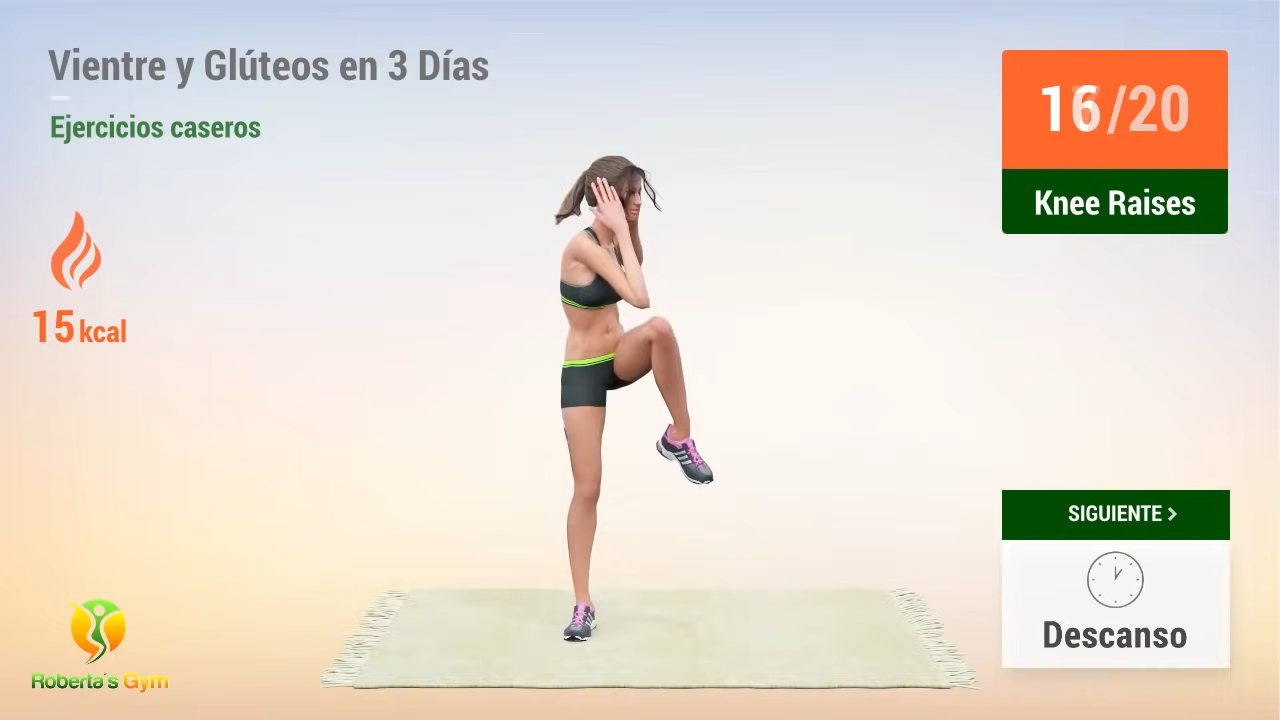 Vientre y Glúteos en 3 Días
Ejercicios caseros
16/20
Knee Raises
15 kcal
SIGUIENTE >
Descanso
Roberta's Gym